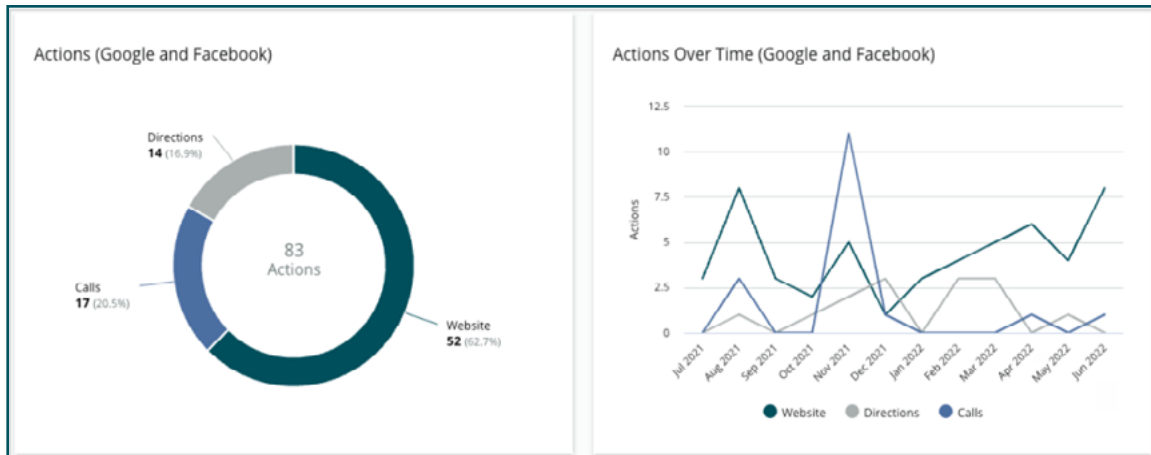 Actions (Google and Facebook)
Directions
14 (16.9%)
83
Actions
Calls
17 (20.5%)
Website
52 (62.7%)
Actions Over Time (Google and Facebook)
12.5
10
7.5
5
2.5
0
Actions
Jul 2021
Aug 2021
Sep 2021
Oct 2021
Nov 2021
Dec 2021
Jan 2022
Feb 2022
Mar 2022
Apr 2022
May 2022
Jun 2022
Website Directions Calls